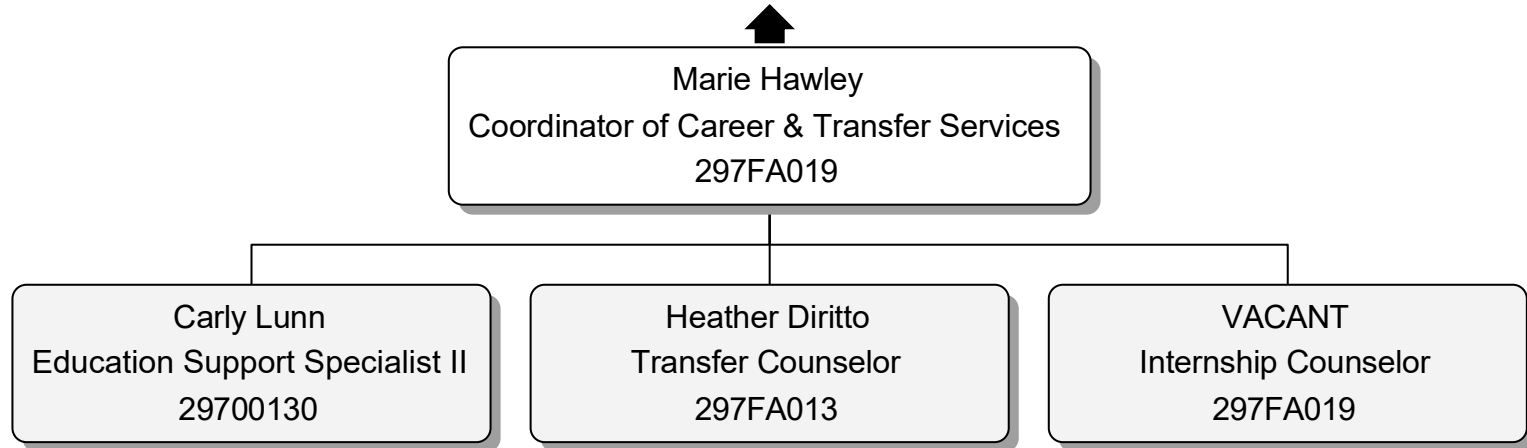 Marie Hawley
Coordinator of Career & Transfer Services
297FA019
Carly Lunn
Education Support Specialist II
29700130
Heather Diritto
Transfer Counselor
297FA013
VACANT
Internship Counselor
297FA019